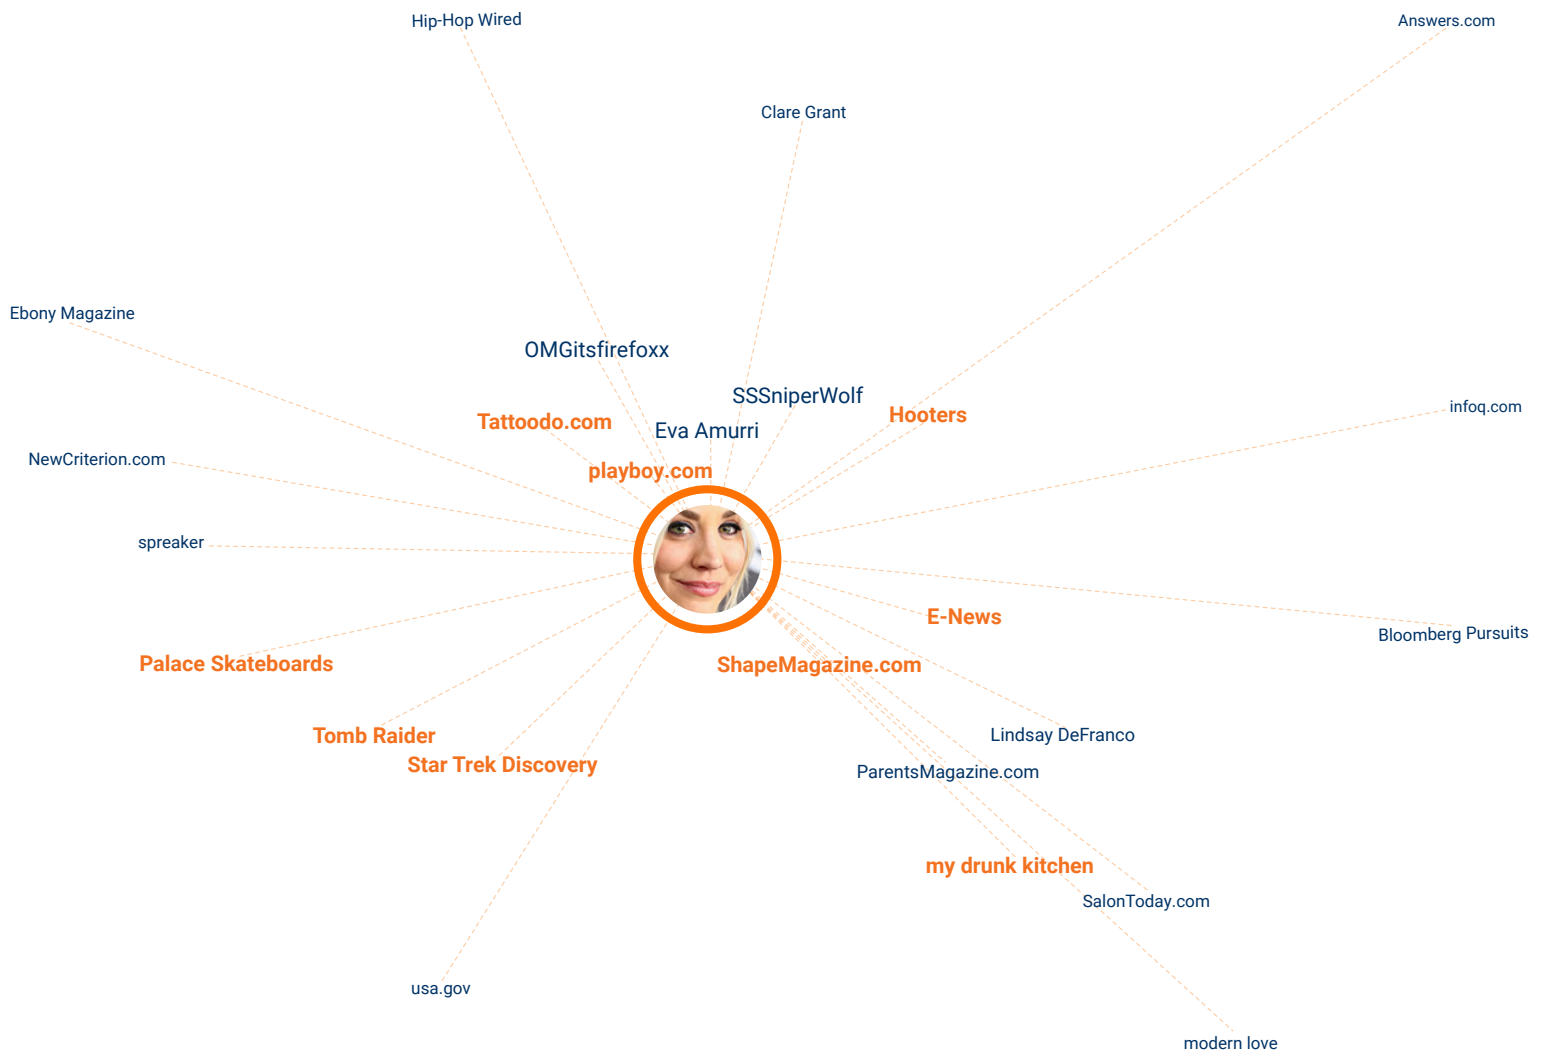 Hip-Hop Wired
Answers.com
Clare Grant
Ebony Magazine
OMGitsfirefoxx
SSSniperWolf
infoq.com
Hooters
Tattoodo.com
Eva Amurri
NewCriterion.com
playboy.com
spreaker
E-News
Bloomberg Pursuits
Palace Skateboards
ShapeMagazine.com
Tomb Raider
Lindsay DeFranco
Star Trek Discovery
ParentsMagazine.com
my drunk kitchen
SalonToday.com
usa.gov
modern love